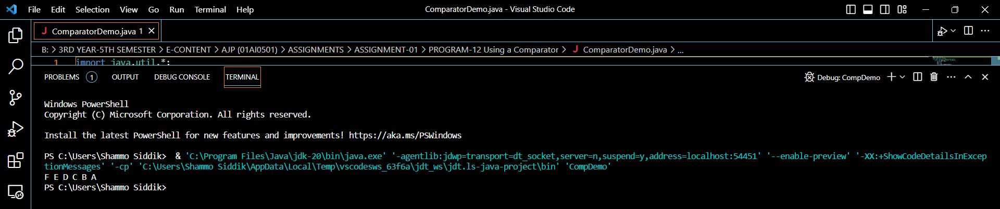 File Edit Selection View Go Run Terminal Help
ComparatorDemo.java - Visual Studio Code
J ComparatorDemo.java 1
B: > 3RD YEAR-5TH SEMESTER > E-CONTENT > AJP (01AI0501) > ASSIGNMENTS > ASSIGNMENT-01 > PROGRAM-12 Using a Comparator > J ComparatorDemo.java > ...
1 import java.util.*;
PROBLEMS 1 OUTPUT DEBUG CONSOLE TERMINAL
Debug: CompDemo
Windows PowerShell
Copyright (C) Microsoft Corporation. All rights reserved.
Install the latest PowerShell for new features and improvements! https://aka.ms/PSWindows
PS C:\Users\Shammo Siddik>  & 'C:\Program Files\Java\jdk-20\bin\java.exe' '-agentlib:jdwp=transport=dt_socket,server=n,suspend=y,address=localhost:54451' '--enable-preview' '-XX:+ShowCodeDetailsInExcep
tionMessages' '-cp' 'C:\Users\Shammo Siddik\AppData\Local\Temp\vscodesws_63f6a\jdt_ws\jdt.ls-java-project\bin' 'CompDemo'
F E D C B A
PS C:\Users\Shammo Siddik>